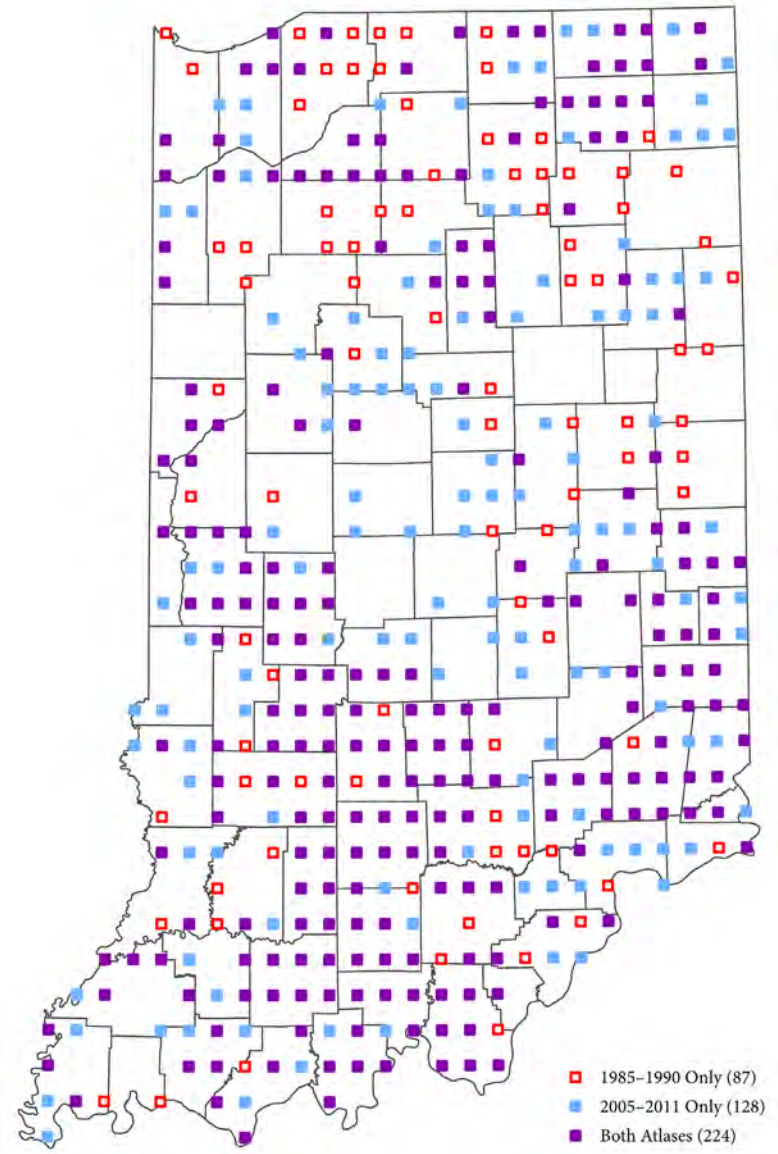 1985–1990 Only (87)
2005–2011 Only (128)
Both Atlases (224)